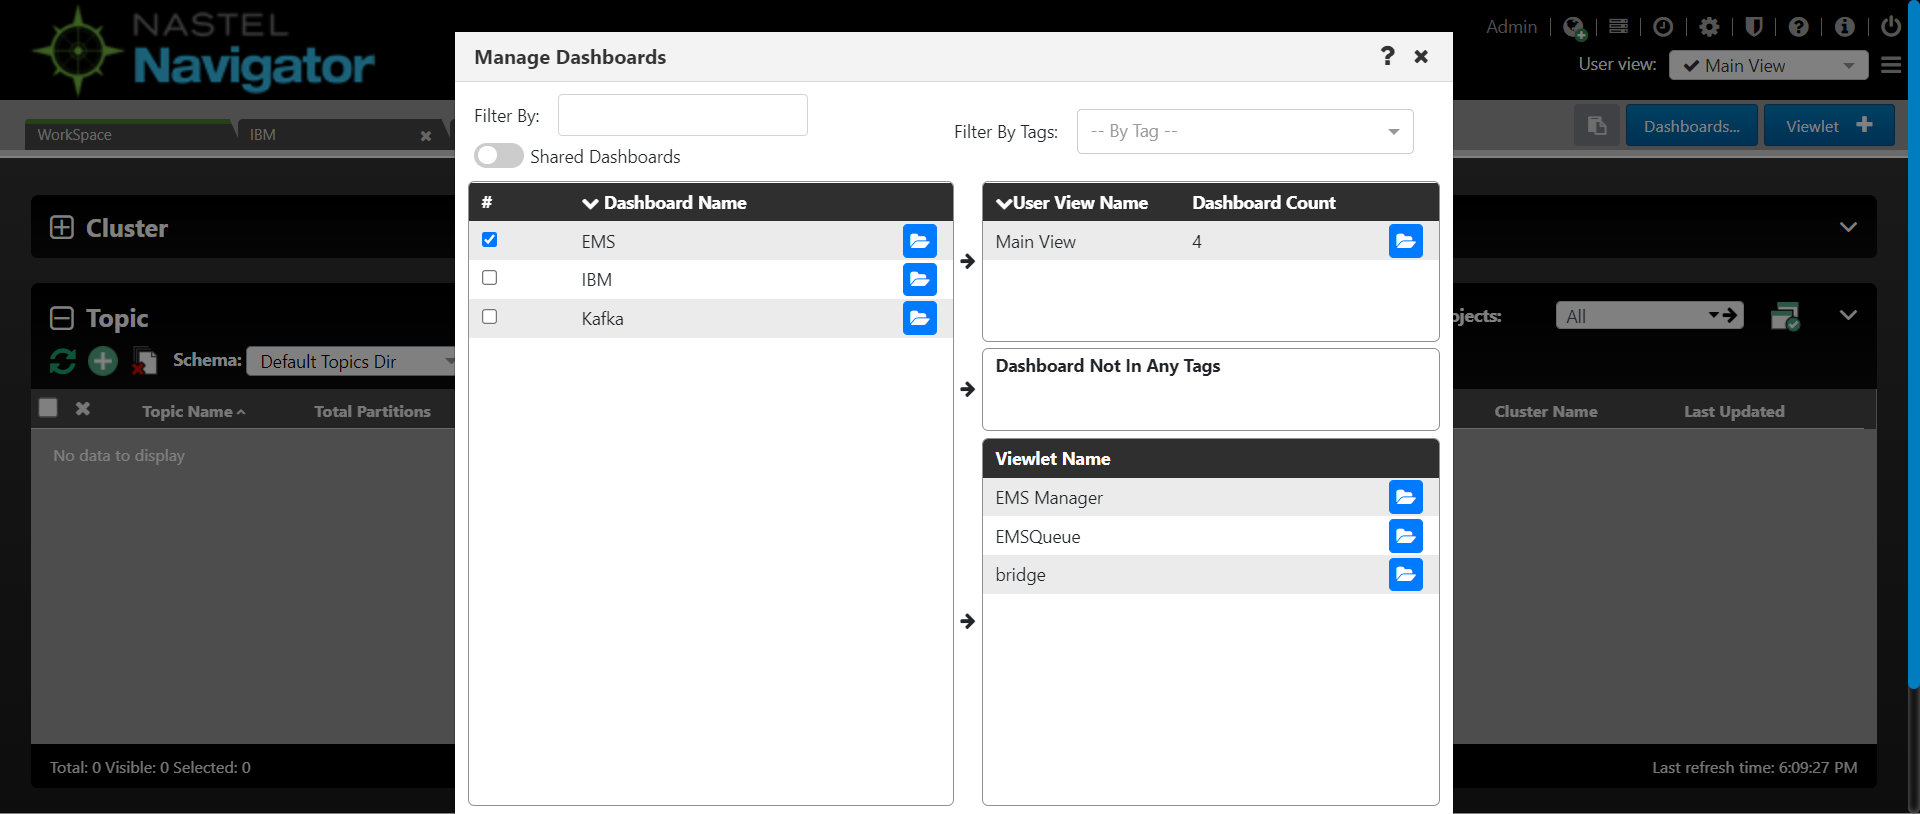 NASTEL
Navigator
Admin
User view:
Main View
WorkSpace
IBM
Dashboards...
Viewlet
Manage Dashboards
Filter By:
Filter By Tags:
-- By Tag --
Shared Dashboards
#
Dashboard Name
EMS
IBM
Kafka
User View Name
Dashboard Count
Main View
4
Dashboard Not In Any Tags
Viewlet Name
EMS Manager
EMSQueue
bridge
Cluster
Topic
Schema:
Default Topics Dir
ojects:
All
Topic Name
Total Partitions
Cluster Name
Last Updated
No data to display
Total: 0 Visible: 0 Selected: 0
Last refresh time: 6:09:27 PM